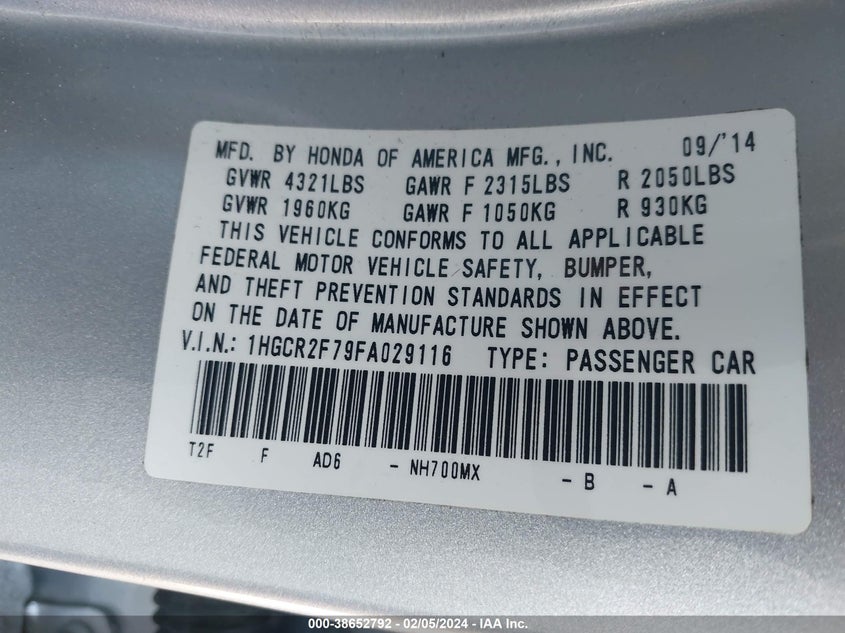 MFD. BY HONDA OF AMERICA MFG., INC. 09/'14
GVWR 4321LBS GAWR F 2315LBS R 2050LBS
GVWR 1960KG GAWR F 1050KG R 930KG
THIS VEHICLE CONFORMS TO ALL APPLICABLE
FEDERAL MOTOR VEHICLE SAFETY, BUMPER,
AND THEFT PREVENTION STANDARDS IN EFFECT
ON THE DATE OF MANUFACTURE SHOWN ABOVE.
V.I.N.: 1HGCR2F79FA029116 TYPE: PASSENGER CAR
T2F F AD6 - NH700MX - B - A
000-38652792 - 02/05/2024 - IAA Inc.